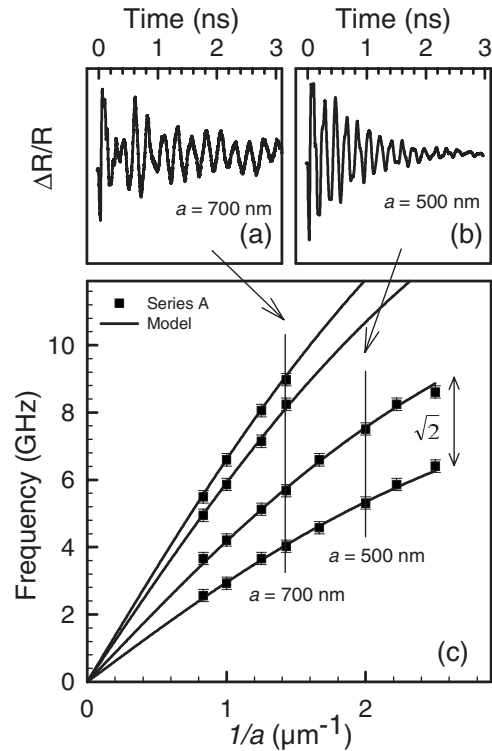 Time (ns)
Time (ns)
0 1 2 3
0 1 2 3
ΔR/R
a = 700 nm
(a)
a = 500 nm
(b)
Series A
Model
10
8
6
4
2
0
Frequency (GHz)
√2
a = 500 nm
a = 700 nm
(c)
0 1 2
1/a (μm⁻¹)